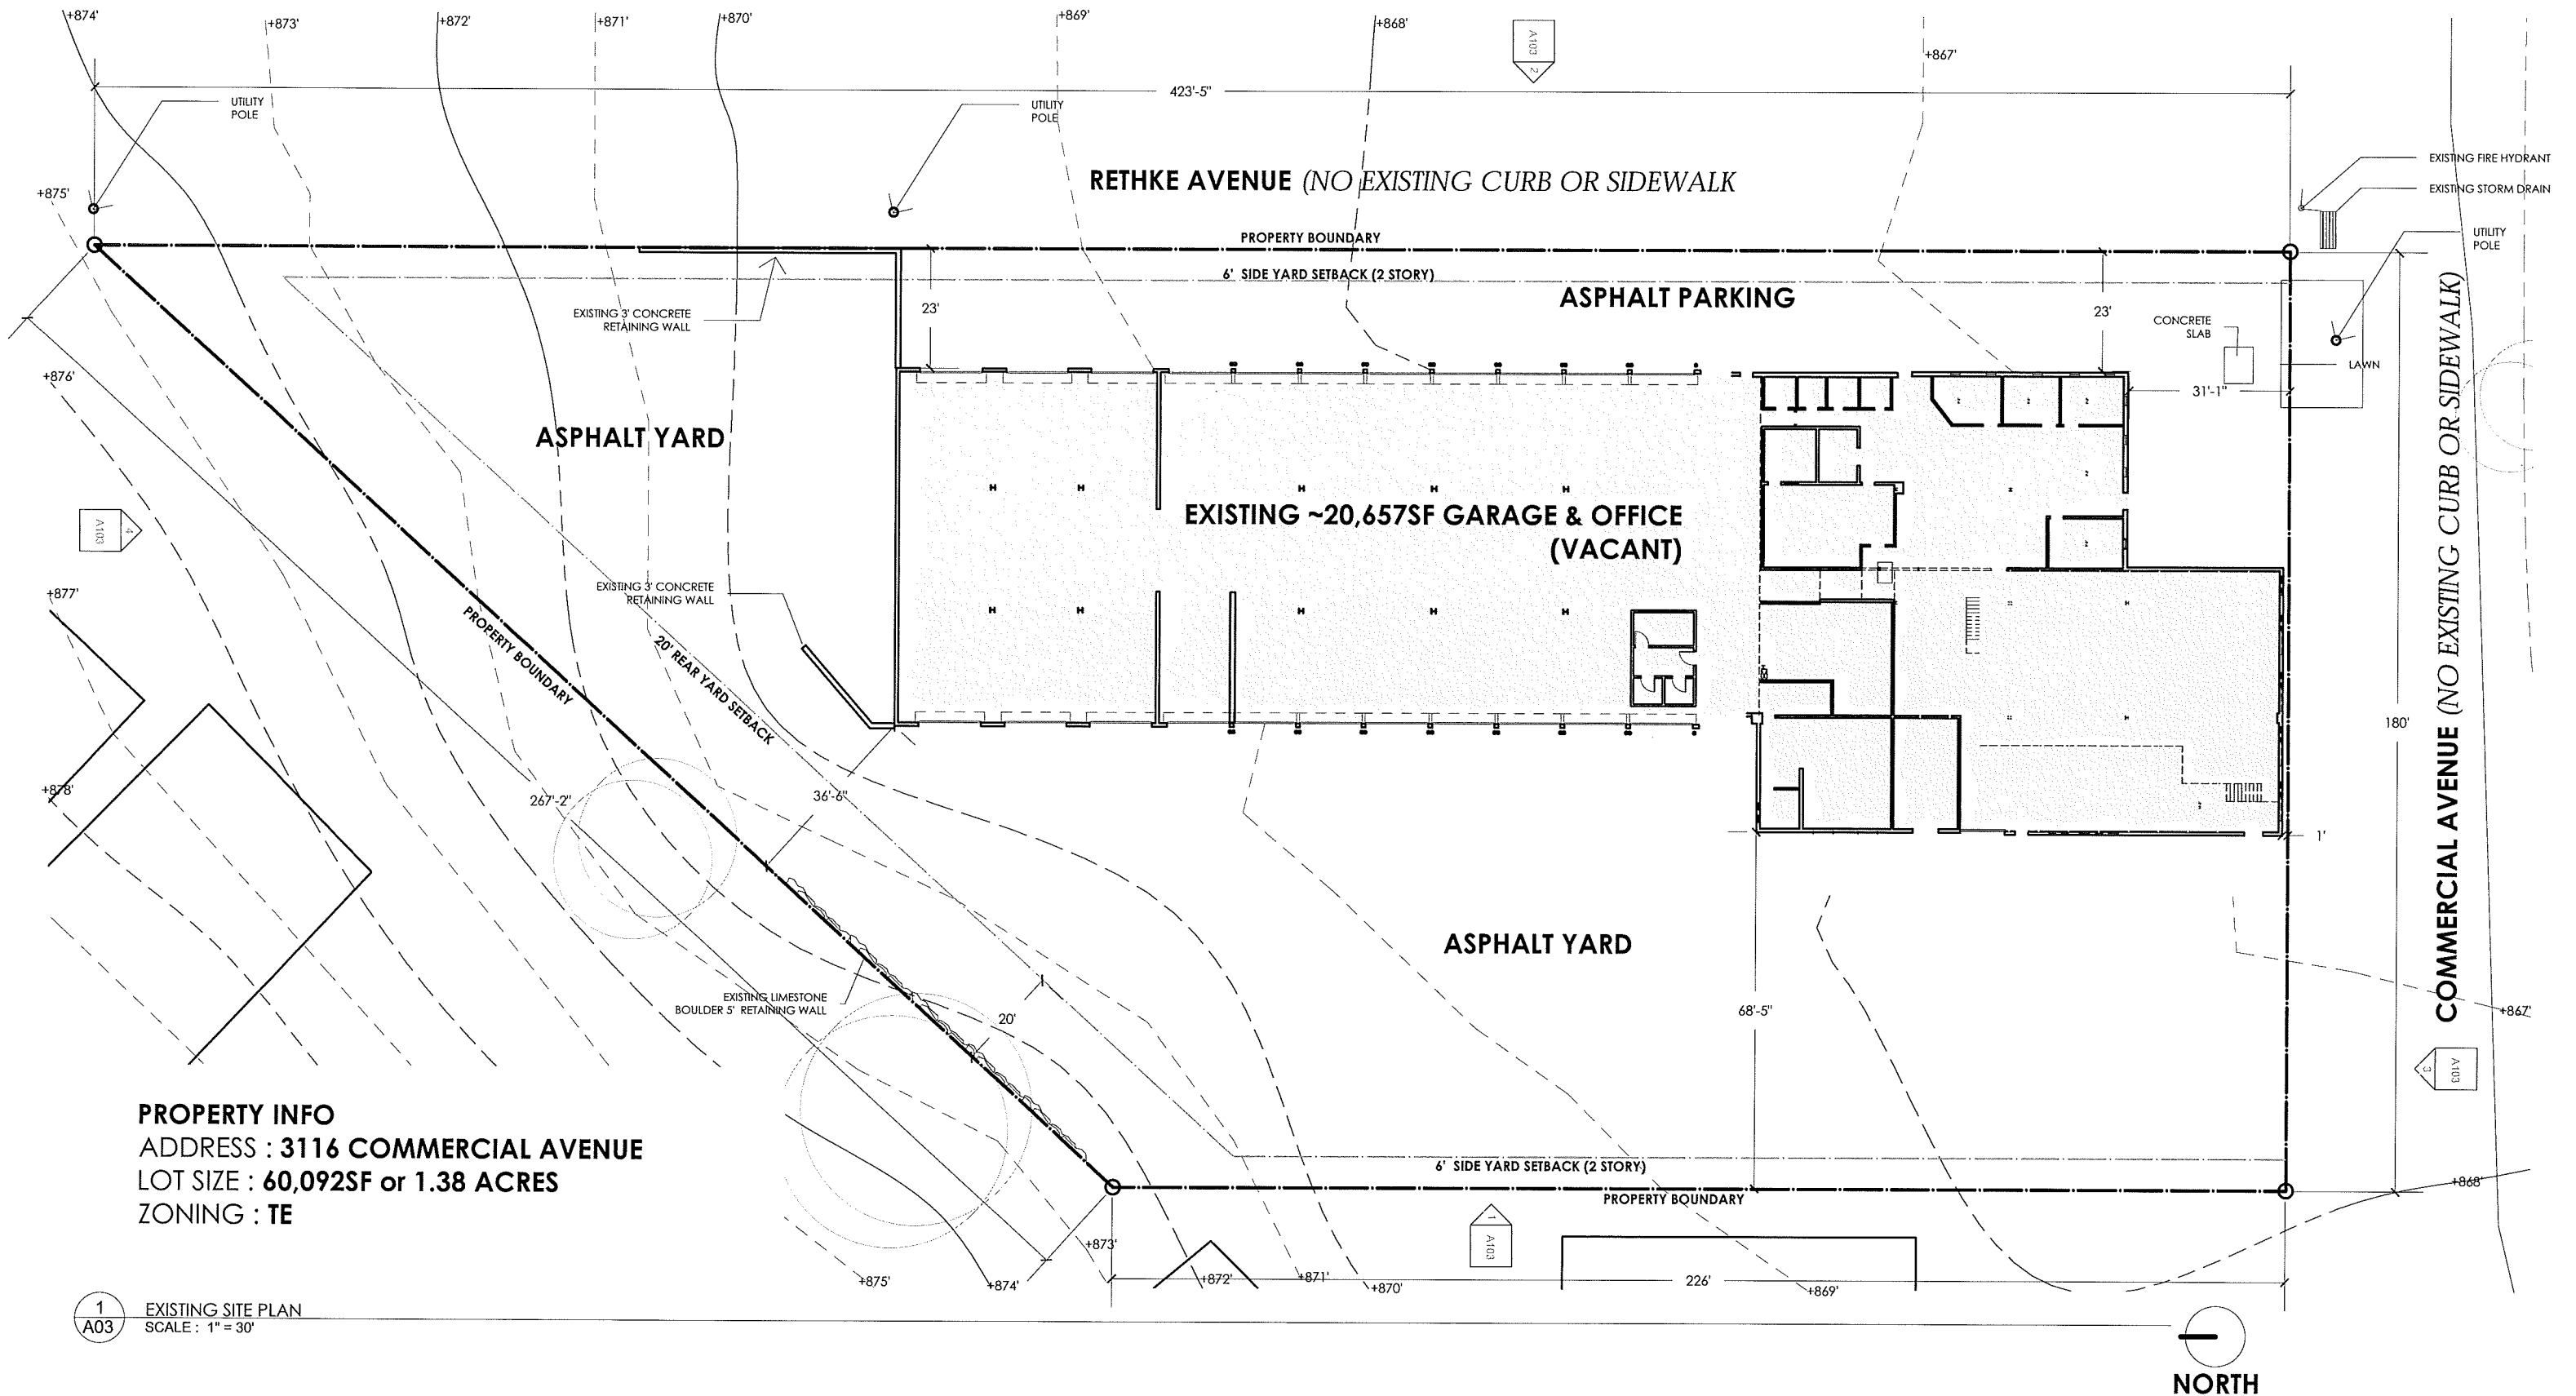 +874'
+873'
+872'
+871'
+870'
+869'
+868'
+867'
A103
2
423'-5"
UTILITY
POLE
UTILITY
POLE
RETHKE AVENUE (NO EXISTING CURB OR SIDEWALK
EXISTING FIRE HYDRANT
EXISTING STORM DRAIN
UTILITY
POLE
+875'
PROPERTY BOUNDARY
6' SIDE YARD SETBACK (2 STORY)
ASPHALT PARKING
EXISTING 3' CONCRETE
RETAINING WALL
23'
23'
CONCRETE
SLAB
LAWN
31'-1"
+876'
ASPHALT YARD
EXISTING ~20,657SF GARAGE & OFFICE
(VACANT)
A103
4
COMMERCIAL AVENUE (NO EXISTING CURB OR SIDEWALK)
+877'
EXISTING 3' CONCRETE
RETAINING WALL
PROPERTY BOUNDARY
20' REAR YARD SETBACK
180'
+878'
267'-2"
36'-6"
1'
ASPHALT YARD
EXISTING LIMESTONE
BOULDER 5' RETAINING WALL
20'
68'-5"
+867'
A103
3
PROPERTY INFO
ADDRESS : 3116 COMMERCIAL AVENUE
LOT SIZE : 60,092SF or 1.38 ACRES
ZONING : TE
6' SIDE YARD SETBACK (2 STORY)
PROPERTY BOUNDARY
+868'
1
A103
+873'
+875'
+874'
+872'
+871'
+870'
226'
+869'
1
A03
EXISTING SITE PLAN
SCALE : 1" = 30'
NORTH